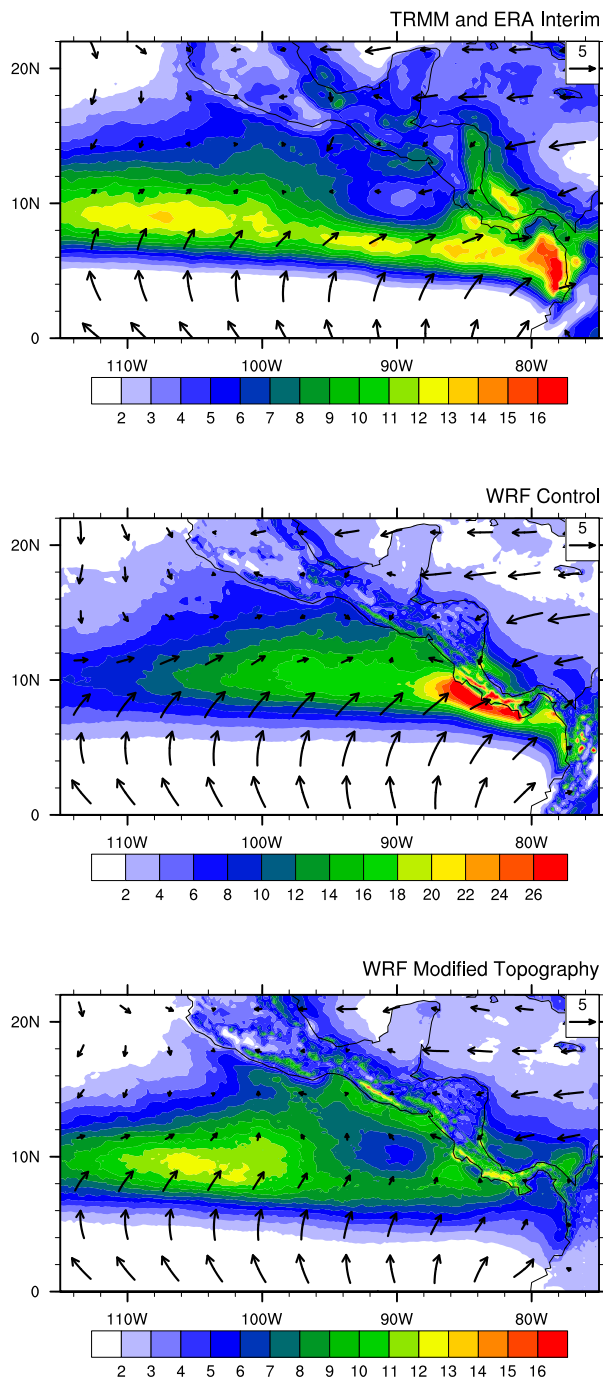 TRMM and ERA Interim
5
20N
10N
0
110W 100W 90W 80W
2 3 4 5 6 7 8 9 10 11 12 13 14 15 16
WRF Control
5
20N
10N
0
110W 100W 90W 80W
2 4 6 8 10 12 14 16 18 20 22 24 26
WRF Modified Topography
5
20N
10N
0
110W 100W 90W 80W
2 3 4 5 6 7 8 9 10 11 12 13 14 15 16